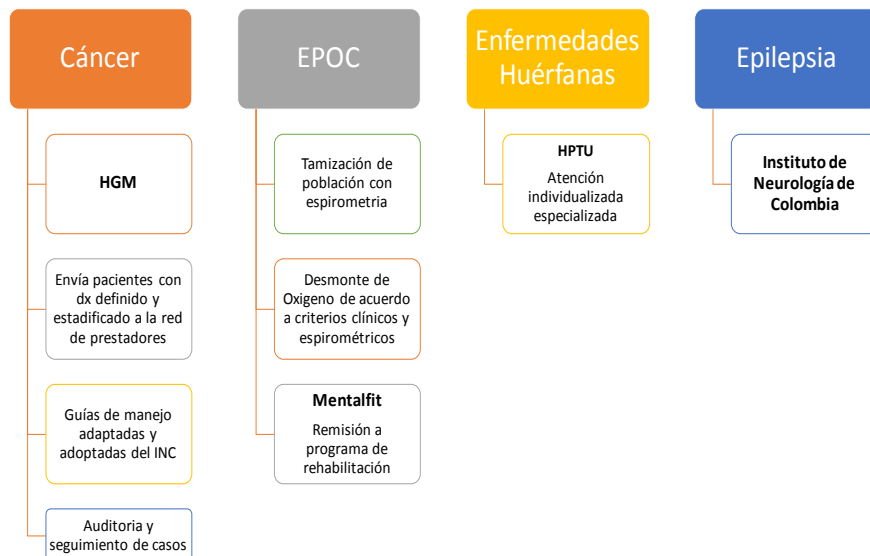 Cáncer
HGM
Envía pacientes con
dx definido y
estadificado a la red
de prestadores
Guías de manejo
adaptadas y
adoptadas del INC
Auditoria y
seguimiento de casos
EPOC
Tamización de
población con
espirometria
Desmonte de
Oxigeno de acuerdo
a criterios clínicos y
espirométricos
Mentalfit
Remisión a
programa de
rehabilitación
Enfermedades
Huérfanas
HPTU
Atención
individualizada
especializada
Epilepsia
Instituto de
Neurología de
Colombia